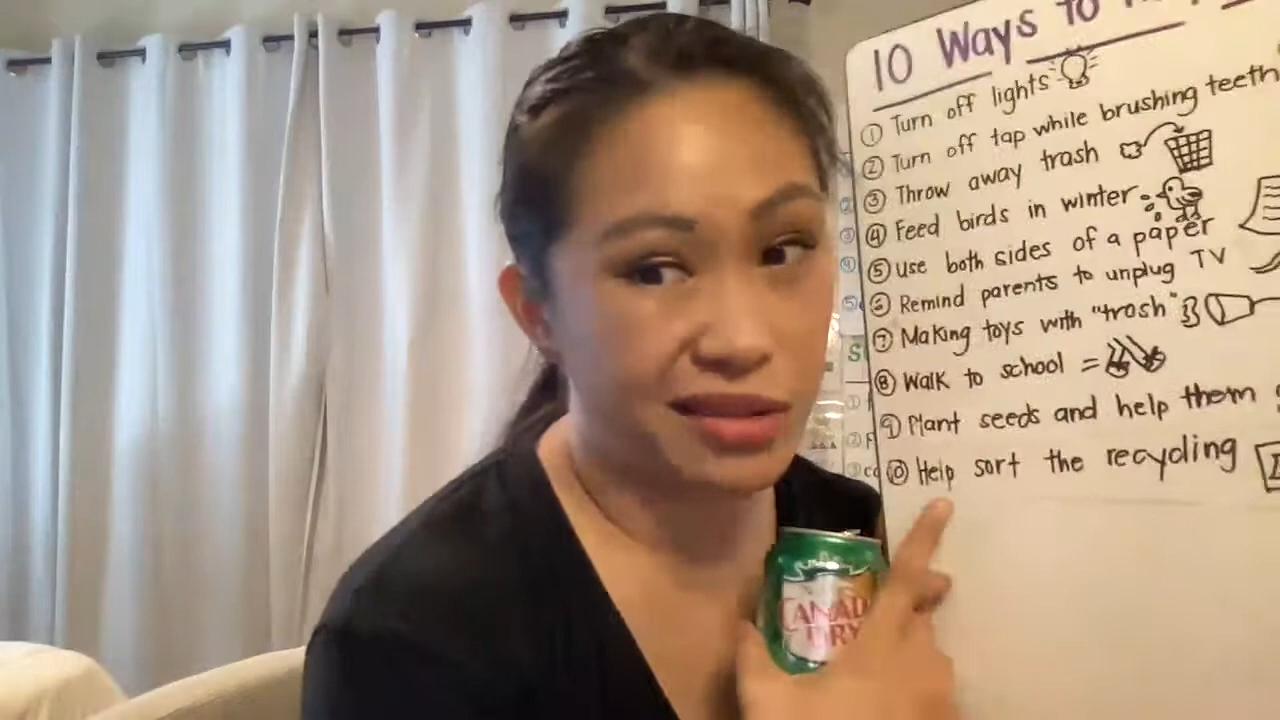 10 Ways to
① Turn off lights
② Turn off tap while brushing teeth
③ Throw away trash
④ Feed birds in winter
⑤ use both sides of a paper
⑥ Remind parents to unplug TV
⑦ Making toys with "trash"
⑧ Walk to school =
⑨ Plant seeds and help them
⑩ Help sort the recycling
CANADA
DRY